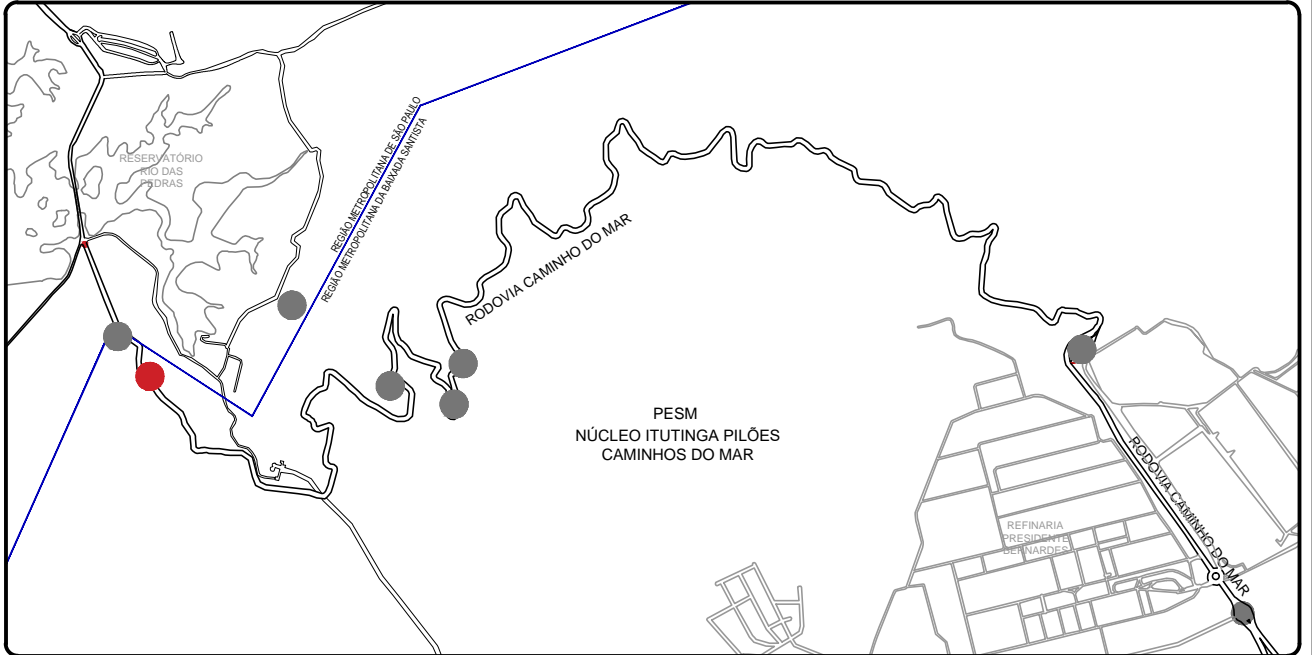 REGIÃO METROPOLITANA DE SÃO PAULO
REGIÃO METROPOLITANA DA BAIXADA SANTISTA
RESERVATÓRIO
RIO DAS
PEDRAS
RODOVIA CAMINHO DO MAR
PESM
NÚCLEO ITUTINGA PILÕES
CAMINHOS DO MAR
RODOVIA CAMINHO DO MAR
REFINARIA
PRESIDENTE
BERNARDES